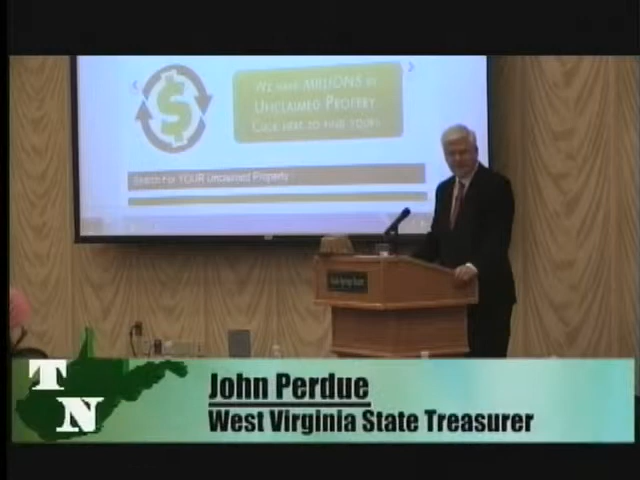 WE HAVE MILLIONS IN
UNCLAIMED PROPERTY
CLICK HERE TO FIND YOURS
Search For YOUR Unclaimed Property
T
N
John Perdue
West Virginia State Treasurer